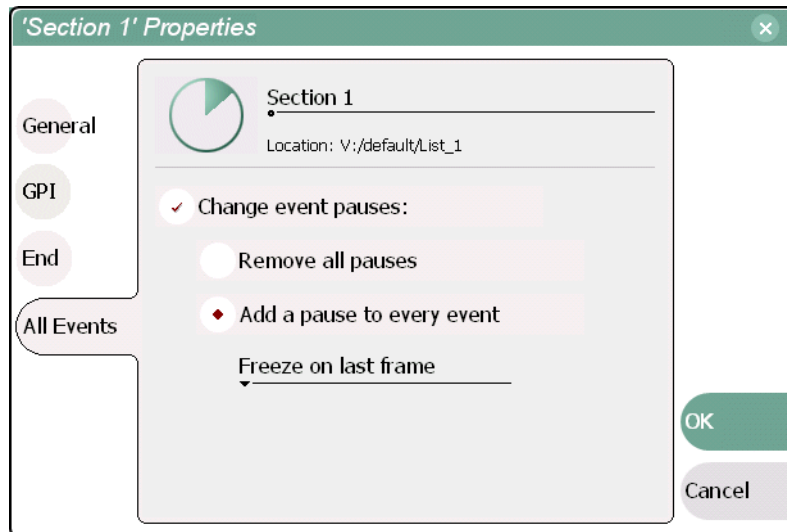 'Section 1' Properties
General
GPI
End
All Events
Section 1
Location: V:/default/List_1
Change event pauses:
Remove all pauses
Add a pause to every event
Freeze on last frame
OK
Cancel